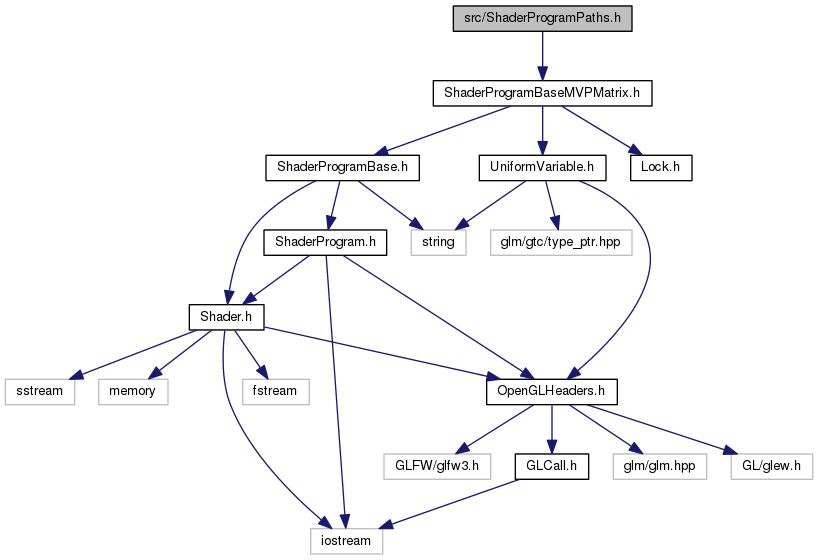 src/ShaderProgramPaths.h
ShaderProgramBaseMVPMatrix.h
ShaderProgramBase.h
UniformVariable.h
Lock.h
ShaderProgram.h
string
glm/gtc/type_ptr.hpp
Shader.h
sstream
memory
fstream
OpenGLHeaders.h
GLFW/glfw3.h
GLCall.h
glm/glm.hpp
GL/glew.h
iostream